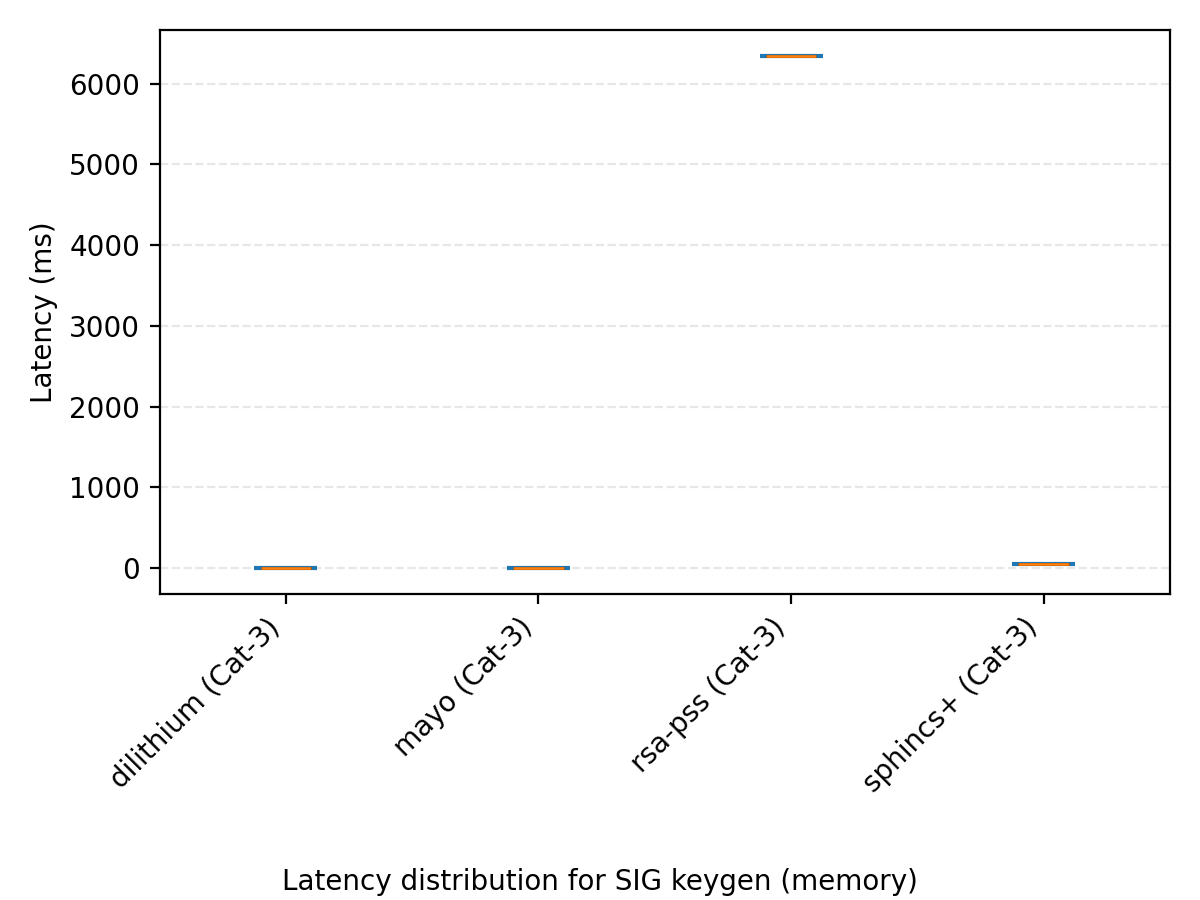 6000
5000
4000
3000
2000
1000
0
Latency (ms)
dilithium (Cat-3)
mayo (Cat-3)
rsa-pss (Cat-3)
sphincs+ (Cat-3)
Latency distribution for SIG keygen (memory)